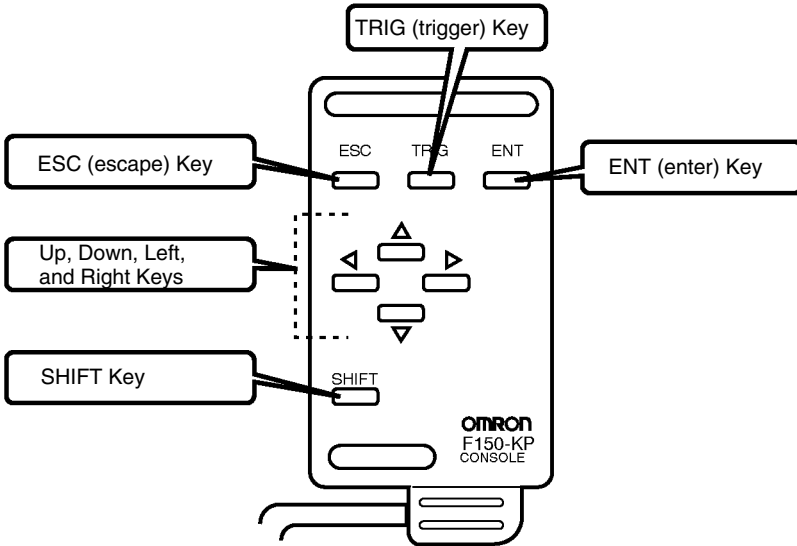 TRIG (trigger) Key
ESC TRIG ENT
ESC (escape) Key
ENT (enter) Key
Up, Down, Left,
and Right Keys
SHIFT Key
SHIFT
OMRON
F150-KP
CONSOLE